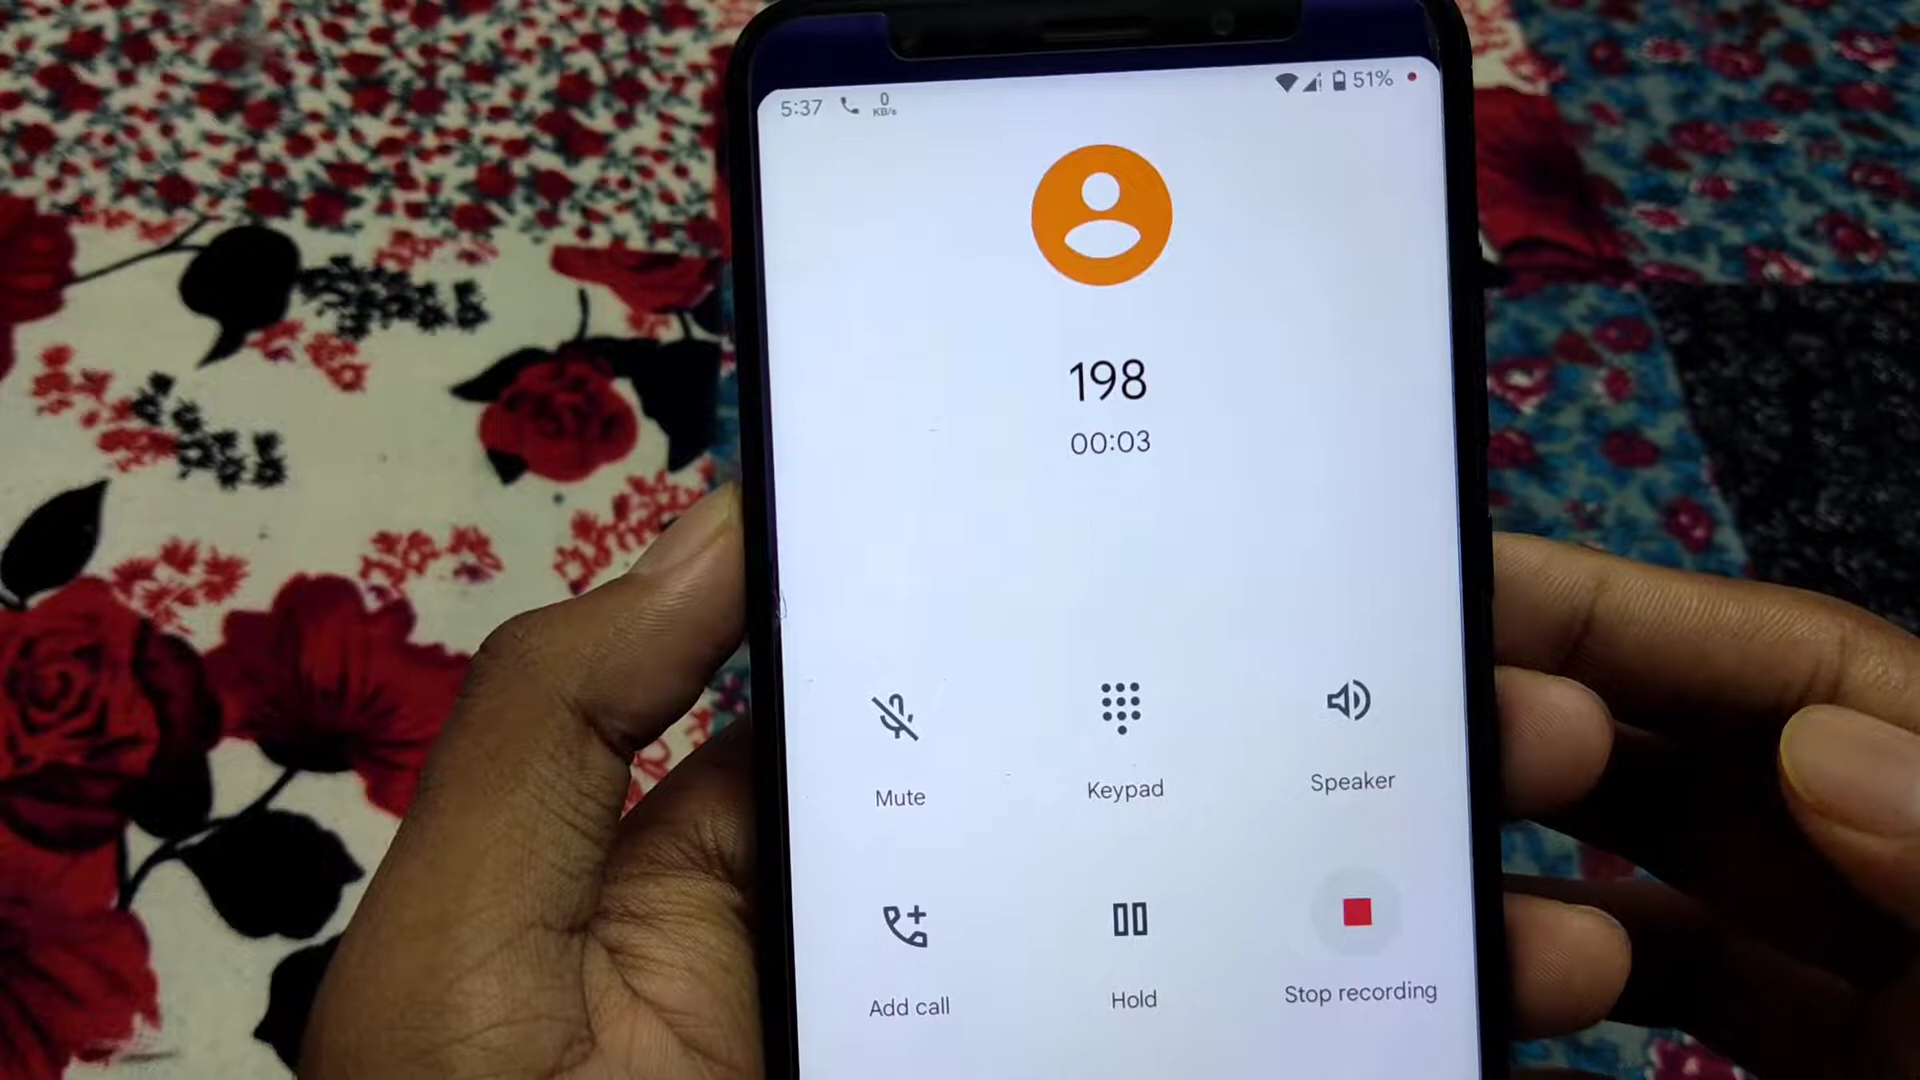 5:37 0 KB/s 51%
198
00:03
Mute Keypad Speaker
Add call Hold Stop recording